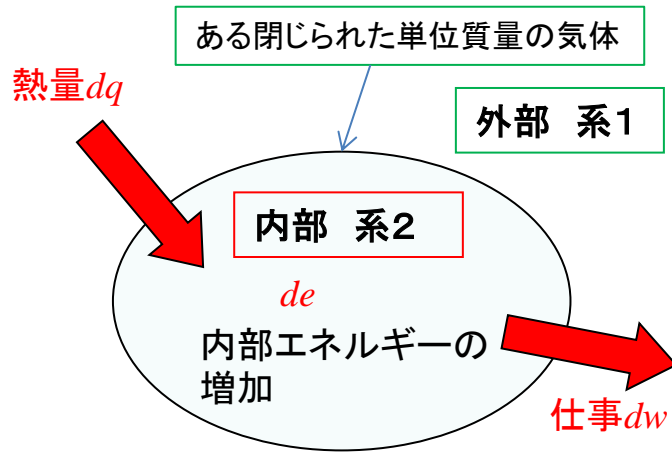 ある閉じられた単位質量の気体
熱量dq
外部 系1
内部 系2
de
内部エネルギーの
増加
仕事dw